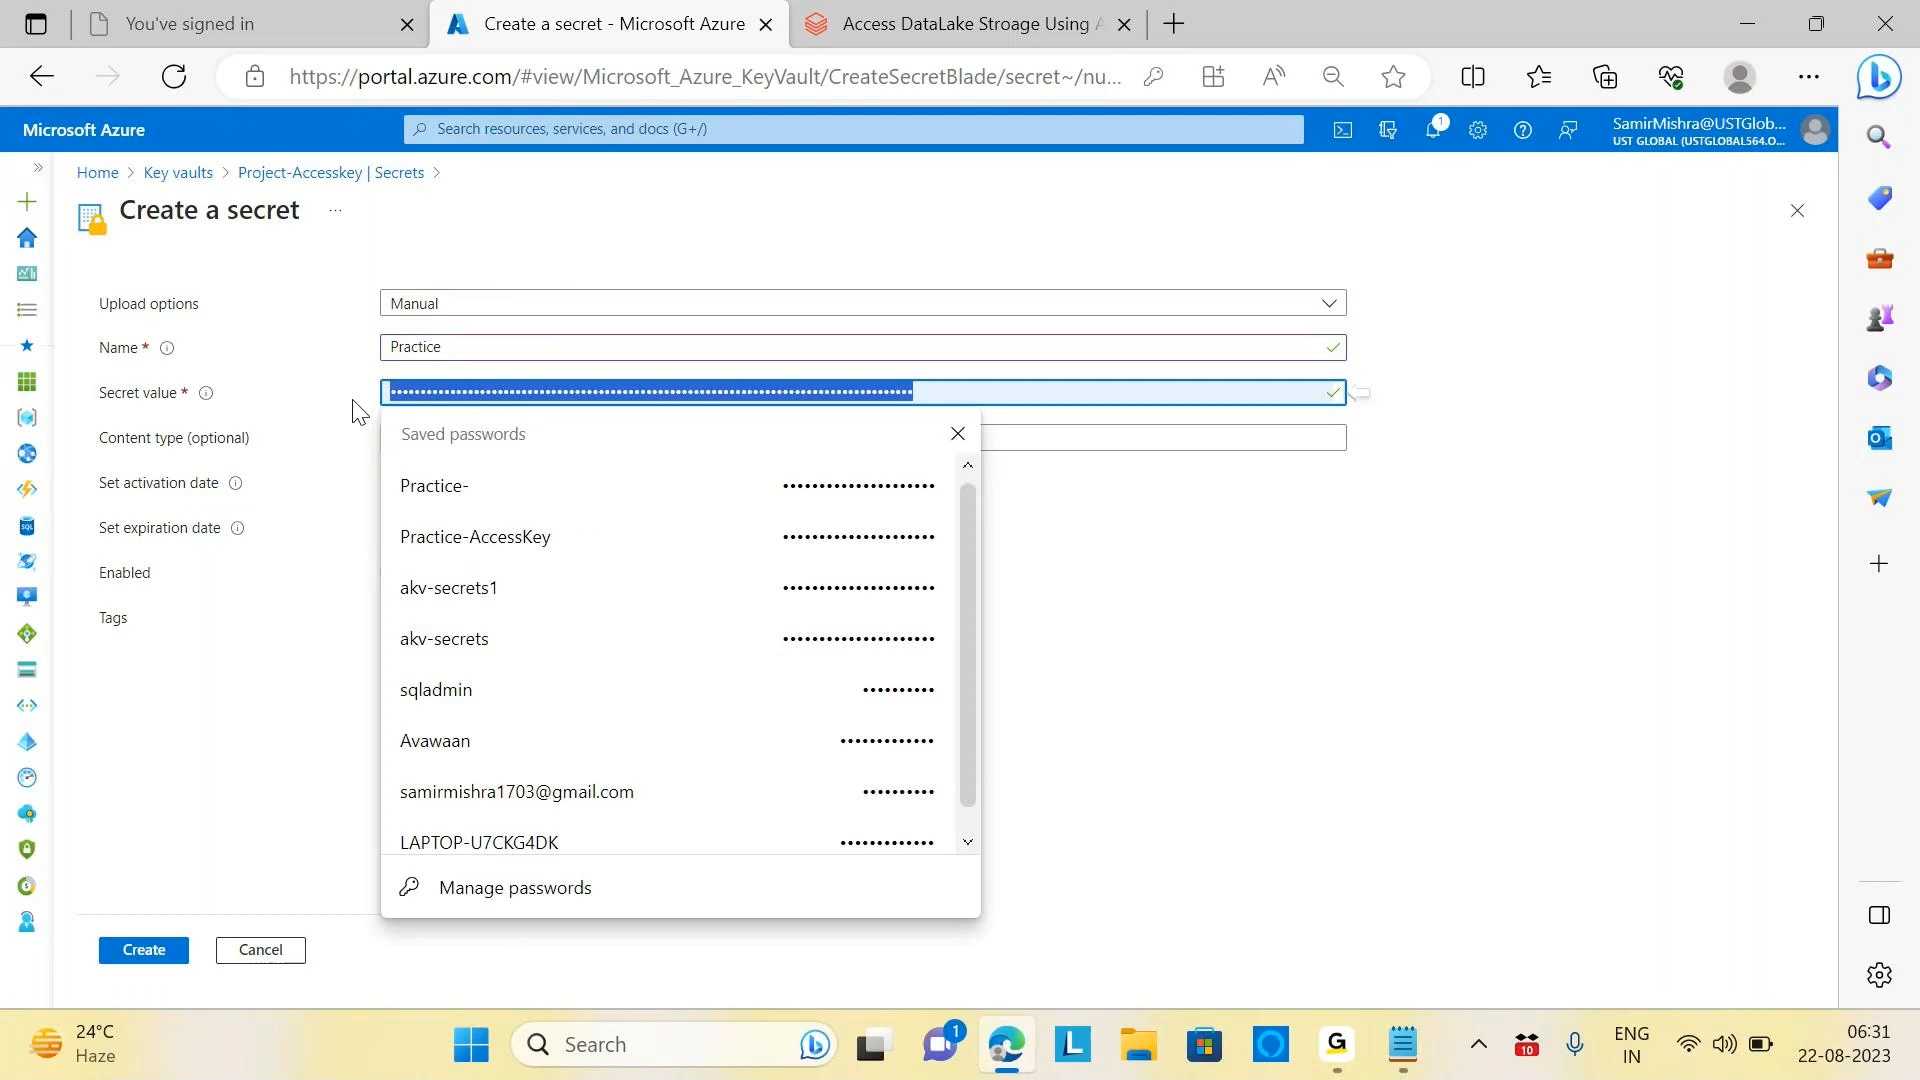 You've signed in
Create a secret - Microsoft Azure
Access DataLake Stroage Using A
https://portal.azure.com/#view/Microsoft_Azure_KeyVault/CreateSecretBlade/secret~/nu...
Microsoft Azure
Search resources, services, and docs (G+/)
1
SamirMishra@USTGlob...
UST GLOBAL (USTGLOBAL564.O...
Home > Key vaults > Project-Accesskey | Secrets >
Create a secret ...
Upload options
Manual
Name *
Practice
Secret value *
Content type (optional)
Set activation date
Set expiration date
Enabled
Tags
Saved passwords
Practice-
Practice-AccessKey
akv-secrets1
akv-secrets
sqladmin
Avawaan
samirmishra1703@gmail.com
LAPTOP-U7CKG4DK
Manage passwords
Create
Cancel
24°C
Haze
Search
1
10
ENG
IN
06:31
22-08-2023